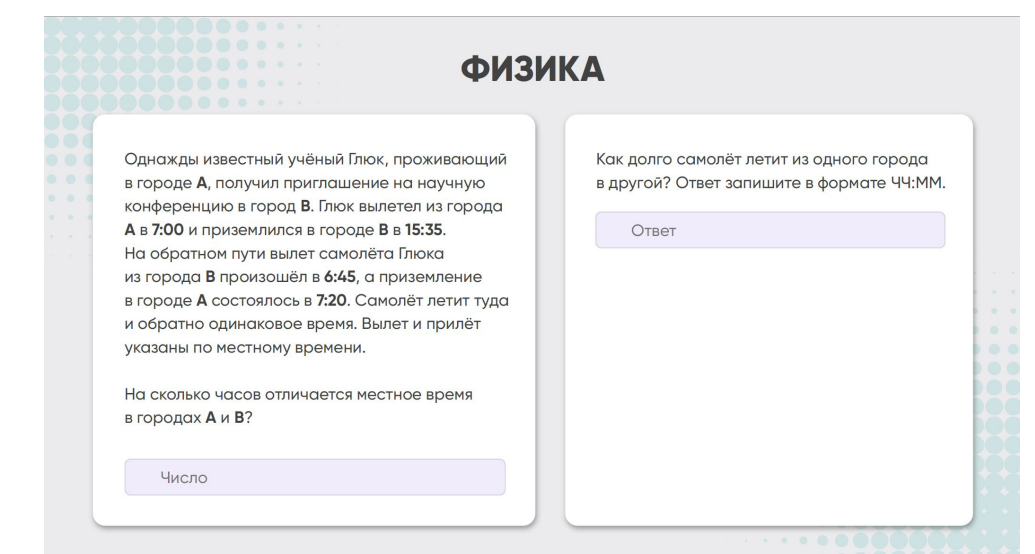 ФИЗИКА
Однажды известный учёный Глюк, проживающий
в городе А, получил приглашение на научную
конференцию в город В. Глюк вылетел из города
А в 7:00 и приземлился в городе В в 15:35.
На обратном пути вылет самолёта Глюка
из города В произошёл в 6:45, а приземление
в городе А состоялось в 7:20. Самолёт летит туда
и обратно одинаковое время. Вылет и прилёт
указаны по местному времени.
На сколько часов отличается местное время
в городах А и В?
Число
Как долго самолёт летит из одного города
в другой? Ответ запишите в формате ЧЧ:ММ.
Ответ